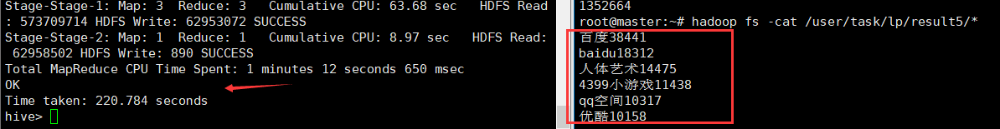 Stage-Stage-1: Map: 3  Reduce: 3   Cumulative CPU: 63.68 sec   HDFS Read
: 573709714 HDFS Write: 62953072 SUCCESS
Stage-Stage-2: Map: 1  Reduce: 1   Cumulative CPU: 8.97 sec   HDFS Read:
 62958502 HDFS Write: 890 SUCCESS
Total MapReduce CPU Time Spent: 1 minutes 12 seconds 650 msec
OK
Time taken: 220.784 seconds
hive>
1352664
root@master:~# hadoop fs -cat /user/task/lp/result5/*
百度38441
baidu18312
人体艺术14475
4399小游戏11438
qq空间10317
优酷10158